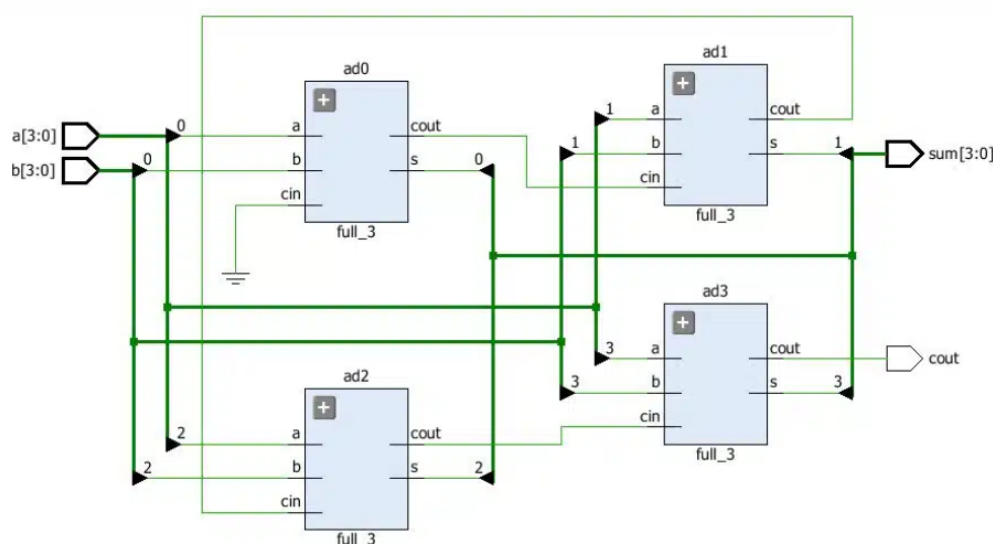 ad0
0
a[3:0]
a
cout
0
b[3:0]
b
s
0
cin
full_3
ad1
1
a
cout
1
b
s
1
sum[3:0]
cin
full_3
ad3
3
a
cout
cout
3
b
s
3
cin
full_3
ad2
2
a
cout
2
b
s
2
cin
full_3